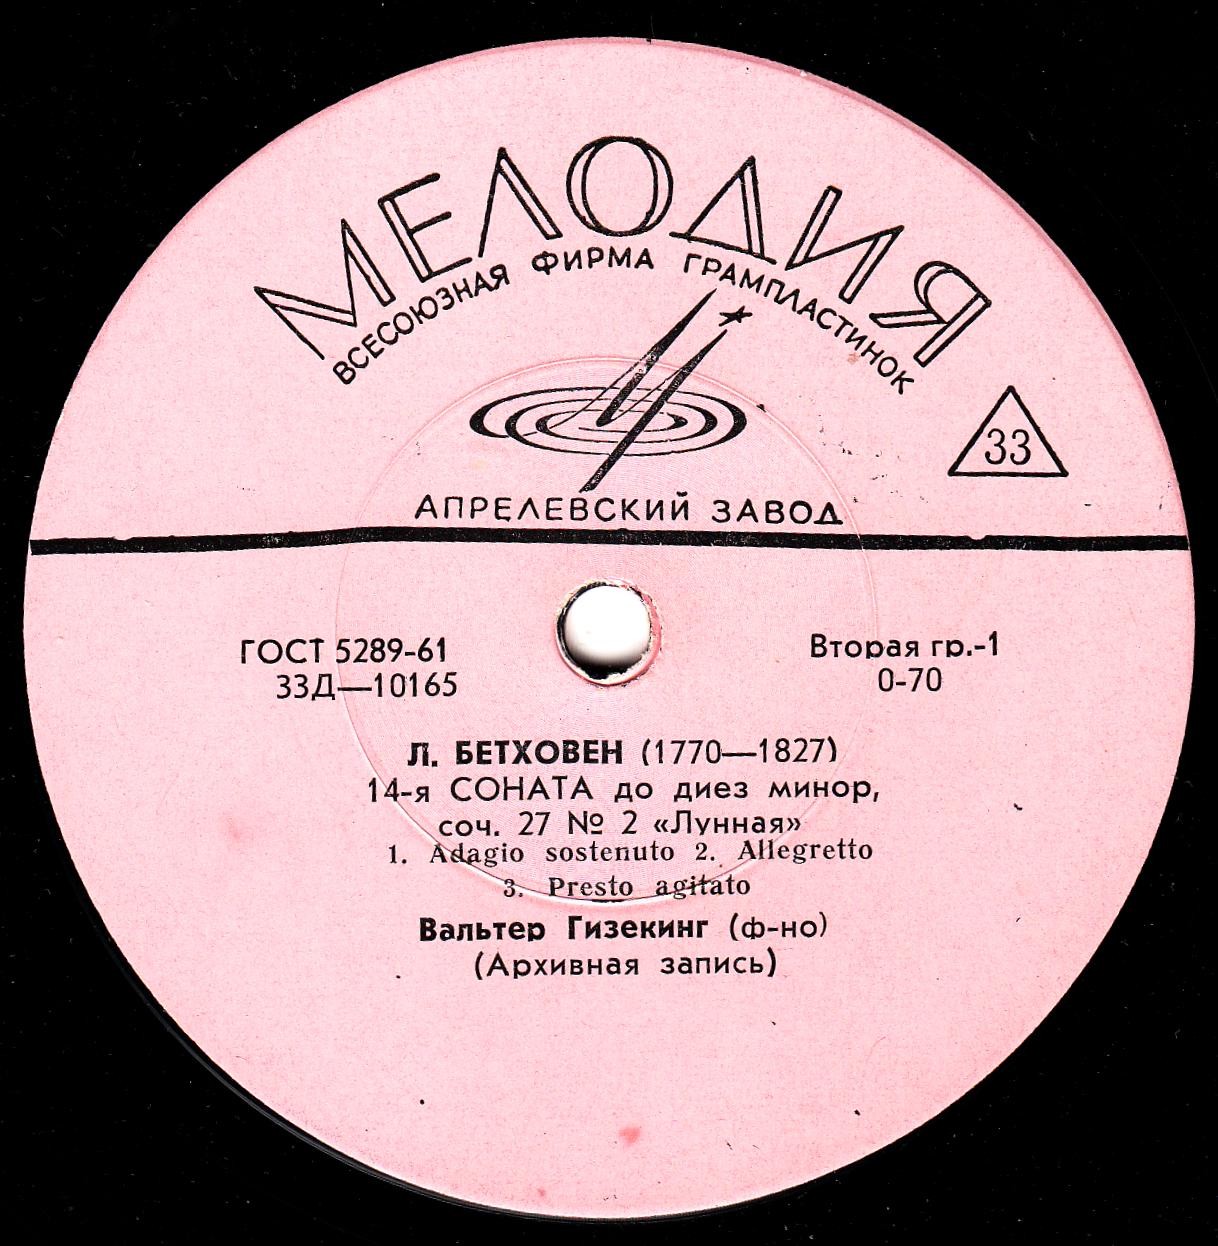 МЕЛОДИЯ
ВСЕСОЮЗНАЯ ФИРМА ГРАМПЛАСТИНОК
33
АПРЕЛЕВСКИЙ ЗАВОД
ГОСТ 5289-61
33Д—10165
Вторая гр.-1
0-70
Л. БЕТХОВЕН (1770—1827)
14-я СОНАТА до диез минор,
соч. 27 № 2 «Лунная»
1. Adagio sostenuto 2. Allegretto
3. Presto agitato
Вальтер Гизекинг (ф-но)
(Архивная запись)